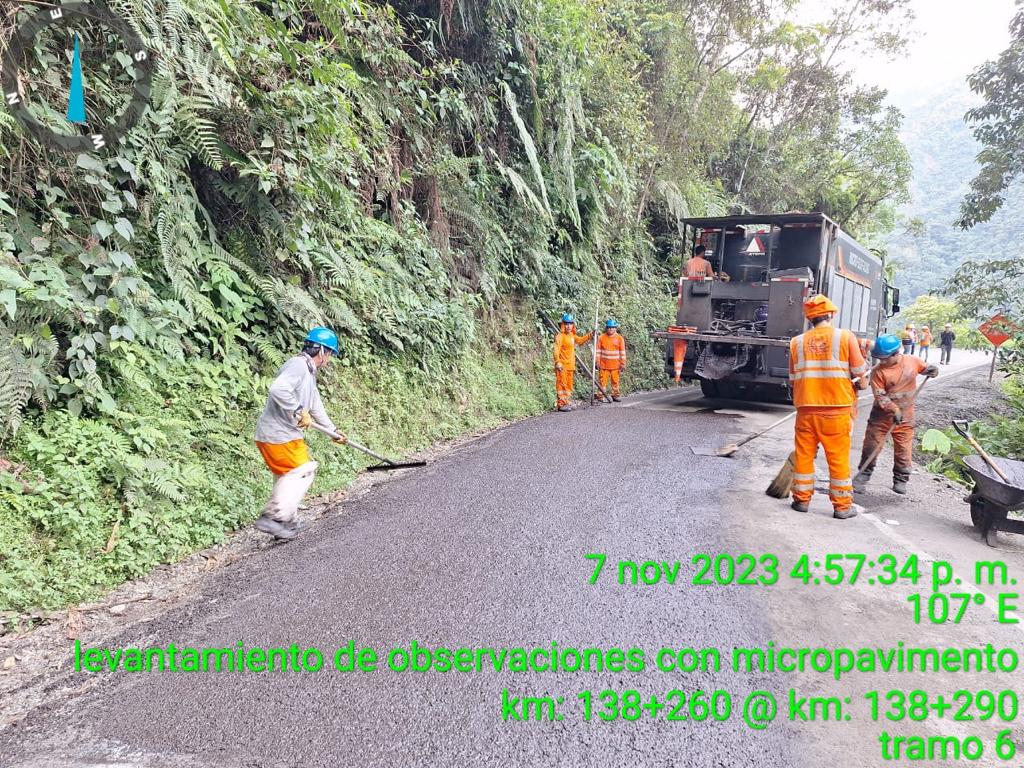 E
S
N
W
7 nov 2023 4:57:34 p. m.
107° E
levantamiento de observaciones con micropavimento
km: 138+260 @ km: 138+290
tramo 6